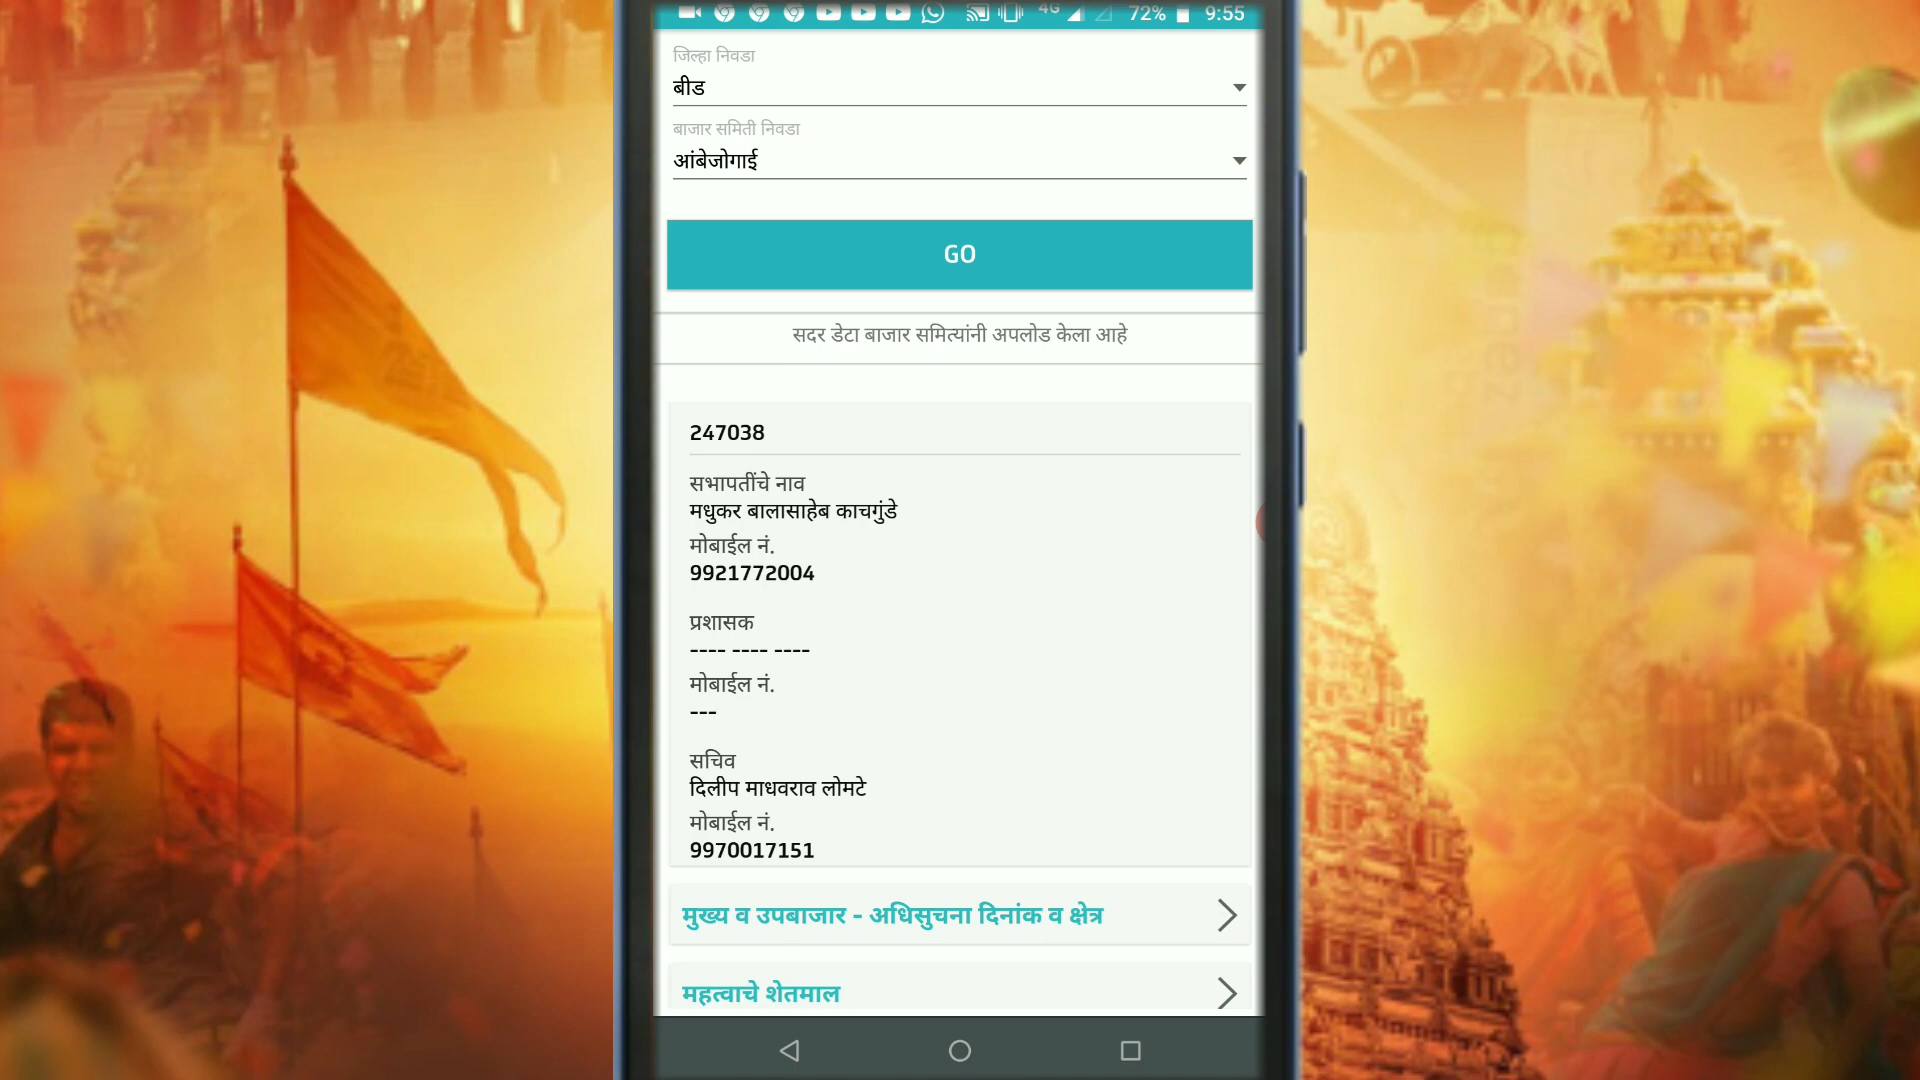 4G 72% 9:55
जिल्हा निवडा
बीड
बाजार समिती निवडा
आंबेजोगाई
GO
सदर डेटा बाजार समित्यांनी अपलोड केला आहे
247038
सभापतींचे नाव
मधुकर बालासाहेब काचगुंडे
मोबाईल नं.
9921772004
प्रशासक
---- ---- ----
मोबाईल नं.
---
सचिव
दिलीप माधवराव लोमटे
मोबाईल नं.
9970017151
मुख्य व उपबाजार - अधिसुचना दिनांक व क्षेत्र
महत्वाचे शेतमाल